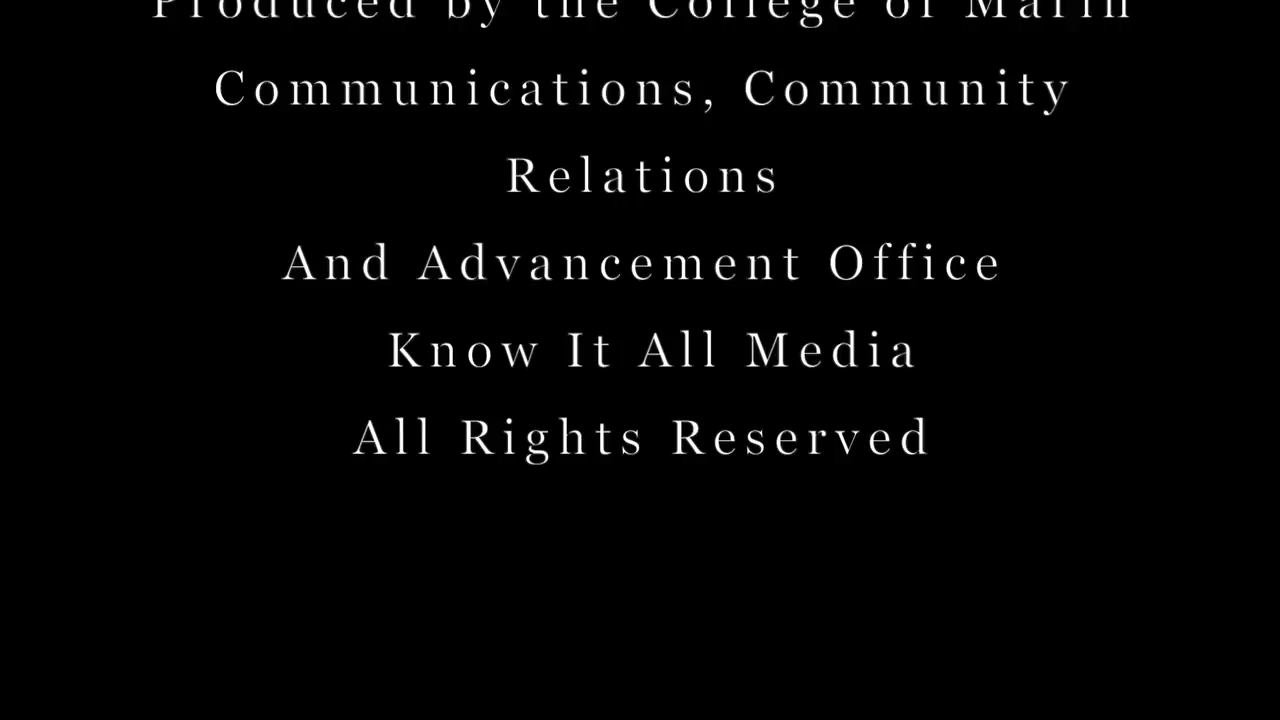 Produced by the College of Marin
Communications, Community
Relations
And Advancement Office
Know It All Media
All Rights Reserved